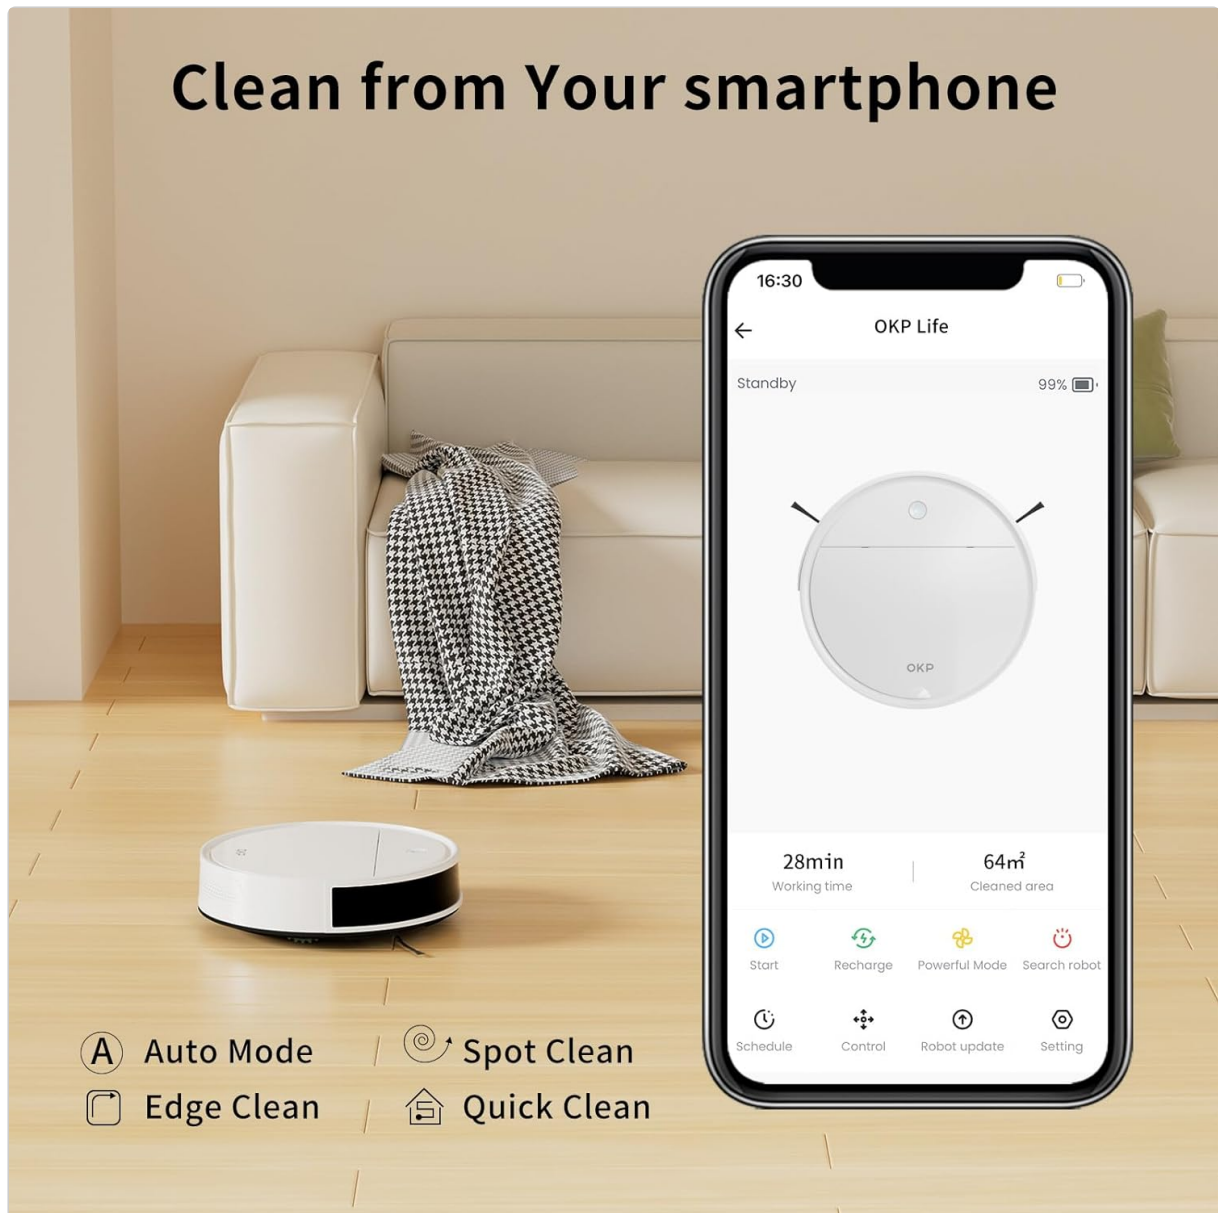 Clean from Your smartphone
16:30
OKP Life
Standby
99%
OKP
28min
64㎡
Working time
Cleaned area
Start
Recharge
Powerful Mode
Search robot
Schedule
Control
Robot update
Setting
A Auto Mode
Spot Clean
Edge Clean
Quick Clean